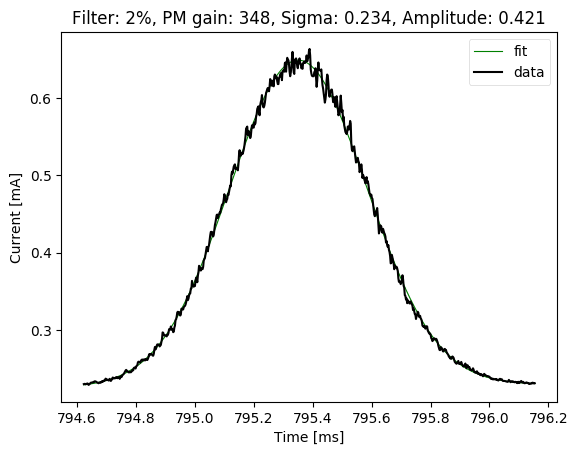 Filter: 2%, PM gain: 348, Sigma: 0.234, Amplitude: 0.421
fit
data
0.6
0.5
0.4
0.3
Current [mA]
794.6 794.8 795.0 795.2 795.4 795.6 795.8 796.0 796.2
Time [ms]